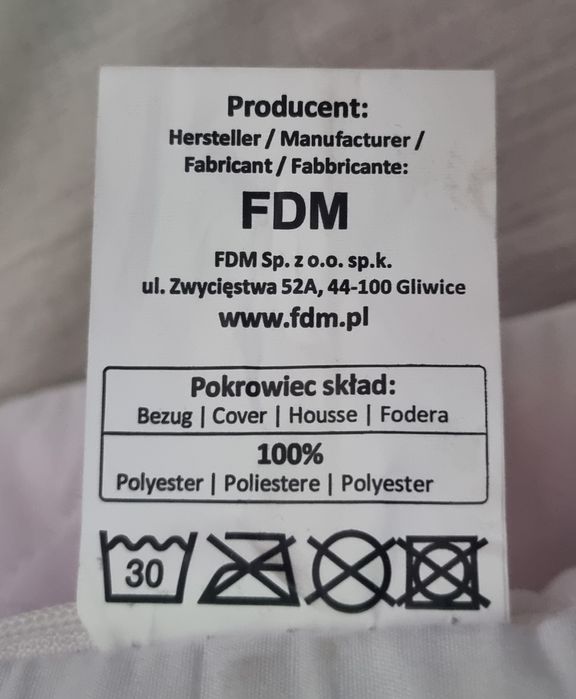 Producent:
Hersteller / Manufacturer /
Fabricant / Fabbricante:
FDM
FDM Sp. z o.o. sp.k.
ul. Zwycięstwa 52A, 44-100 Gliwice
www.fdm.pl
Pokrowiec skład:
Bezug | Cover | Housse | Fodera
100%
Polyester | Poliestere | Polyester
30